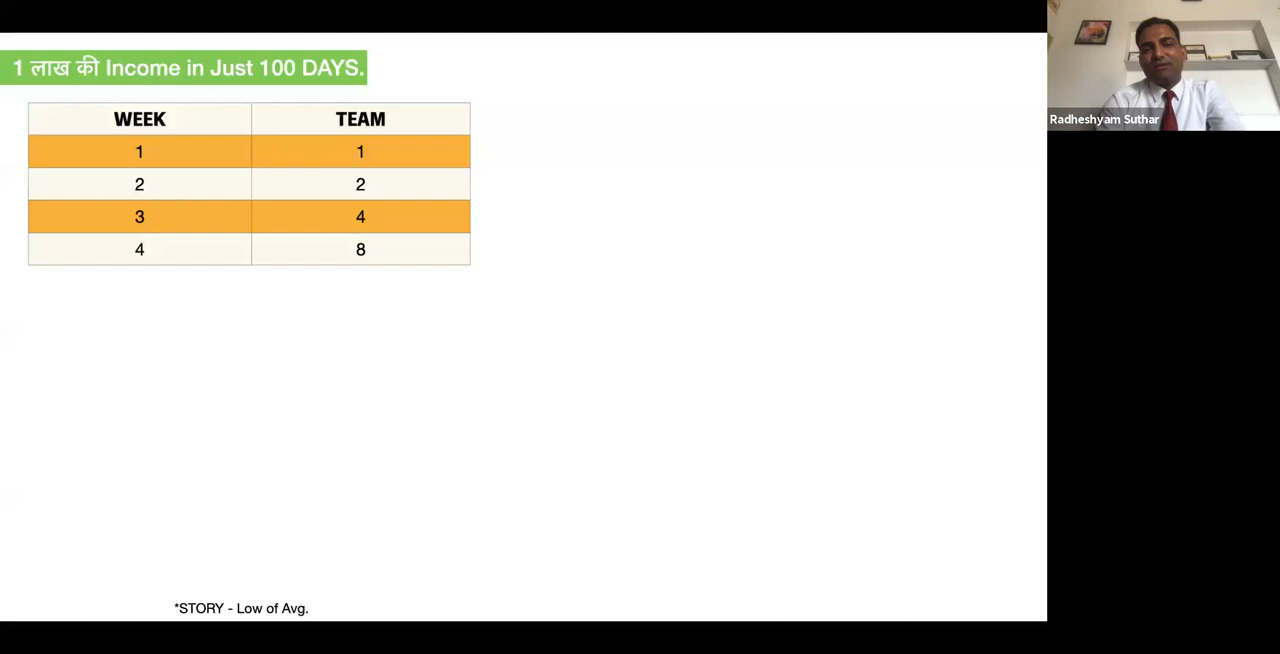 1 लाख की Income in Just 100 DAYS.
WEEK TEAM
1 1
2 2
3 4
4 8
*STORY - Low of Avg.
Radheshyam Suthar